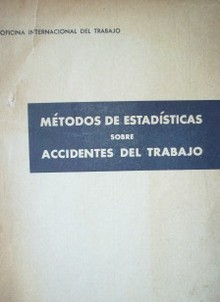 OFICINA INTERNACIONAL DEL TRABAJO
MÉTODOS DE ESTADÍSTICAS
SOBRE
ACCIDENTES DEL TRABAJO